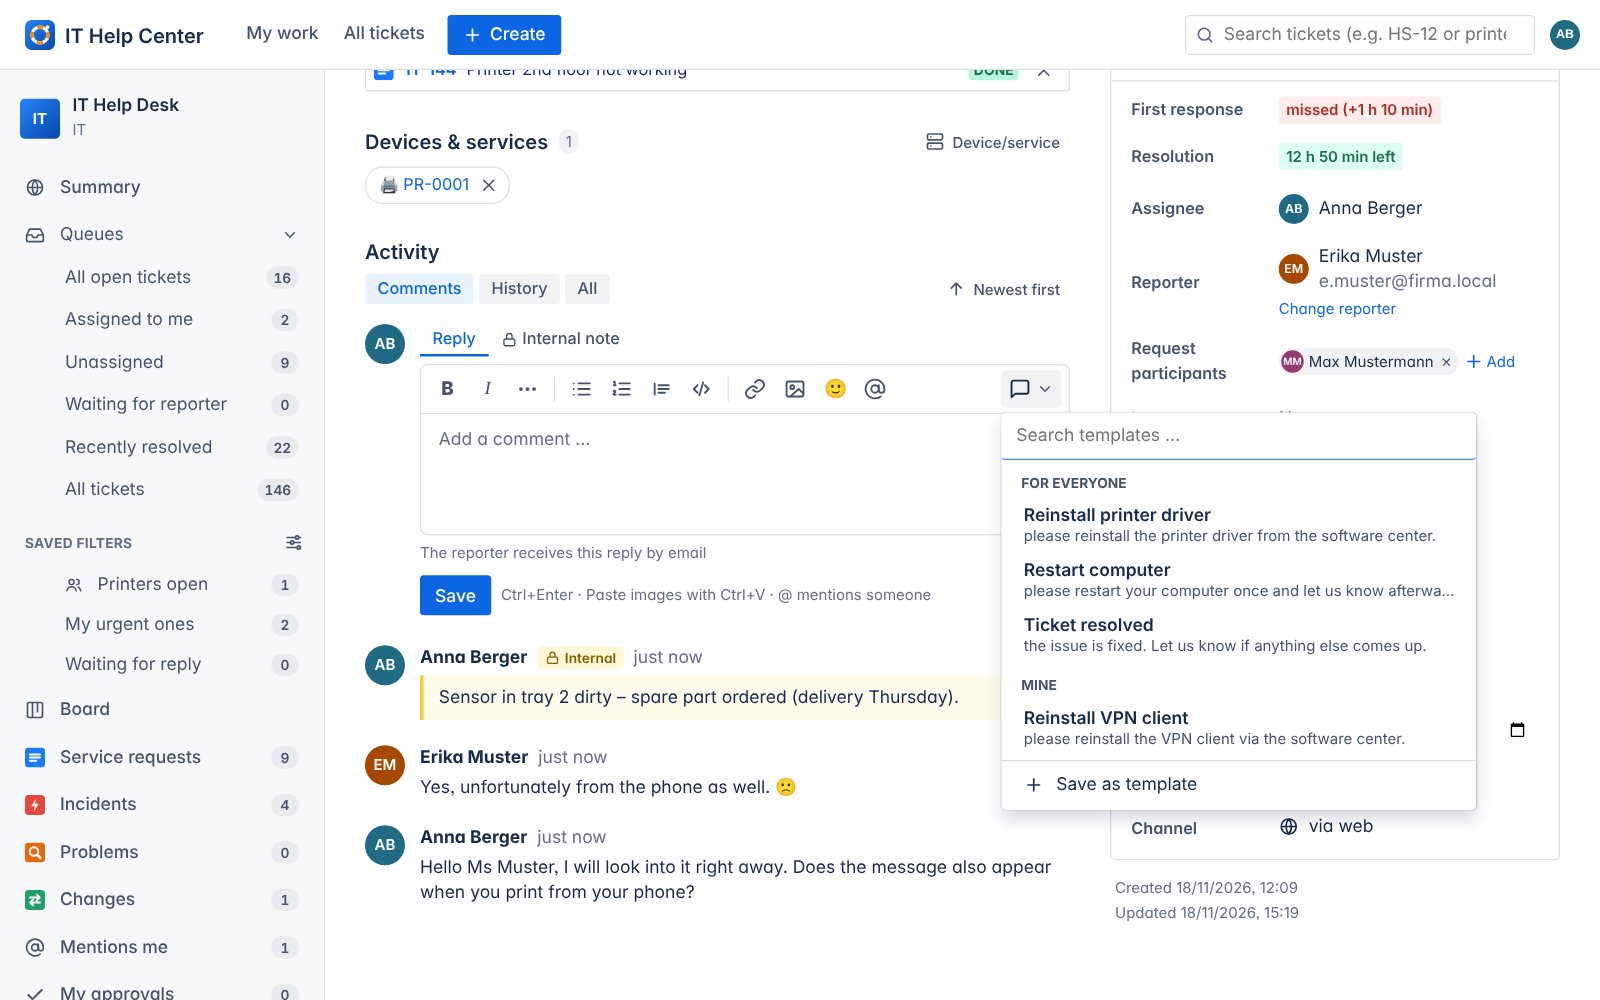 IT Help Center
My work
All tickets
Create
Search tickets (e.g. HS-12 or printe
AB
IT
IT Help Desk
IT
Summary
Queues
All open tickets 16
Assigned to me 2
Unassigned 9
Waiting for reporter 0
Recently resolved 22
All tickets 146
SAVED FILTERS
Printers open 1
My urgent ones 2
Waiting for reply 0
Board
Service requests 9
Incidents 4
Problems 0
Changes 1
Mentions me 1
My approvals 0
IT-144 Printer 2nd floor not working DONE
Devices & services 1
Device/service
PR-0001
Activity
Comments History All
Newest first
AB
Reply
Internal note
B I
Add a comment ...
The reporter receives this reply by email
Save
Ctrl+Enter · Paste images with Ctrl+V · @ mentions someone
AB
Anna Berger Internal just now
Sensor in tray 2 dirty – spare part ordered (delivery Thursday).
EM
Erika Muster just now
Yes, unfortunately from the phone as well. 🙁
AB
Anna Berger just now
Hello Ms Muster, I will look into it right away. Does the message also appear
when you print from your phone?
Search templates ...
FOR EVERYONE
Reinstall printer driver
please reinstall the printer driver from the software center.
Restart computer
please restart your computer once and let us know afterwa...
Ticket resolved
the issue is fixed. Let us know if anything else comes up.
MINE
Reinstall VPN client
please reinstall the VPN client via the software center.
Save as template
First response missed (+1 h 10 min)
Resolution 12 h 50 min left
Assignee AB Anna Berger
Reporter EM Erika Muster
e.muster@firma.local
Change reporter
Request
participants
MM Max Mustermann × + Add
Channel via web
Created 18/11/2026, 12:09
Updated 18/11/2026, 15:19